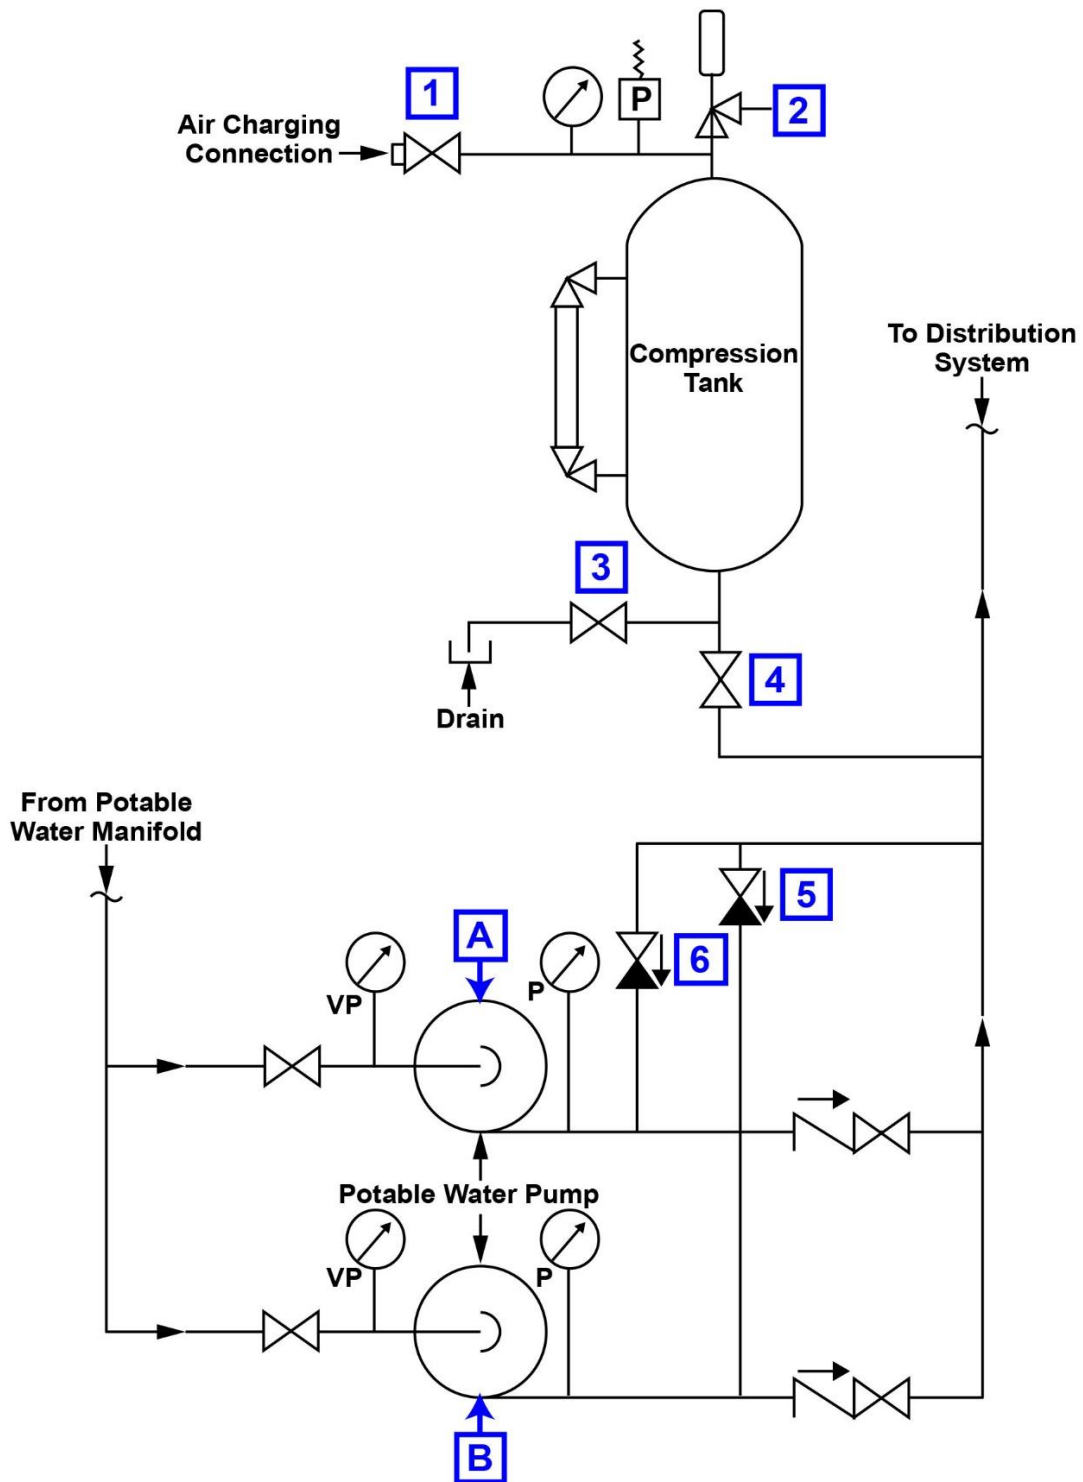 1
P
2
Air Charging
Connection
Compression
Tank
To Distribution
System
3
4
Drain
From Potable
Water Manifold
5
A
6
VP
P
Potable Water Pump
VP
P
B